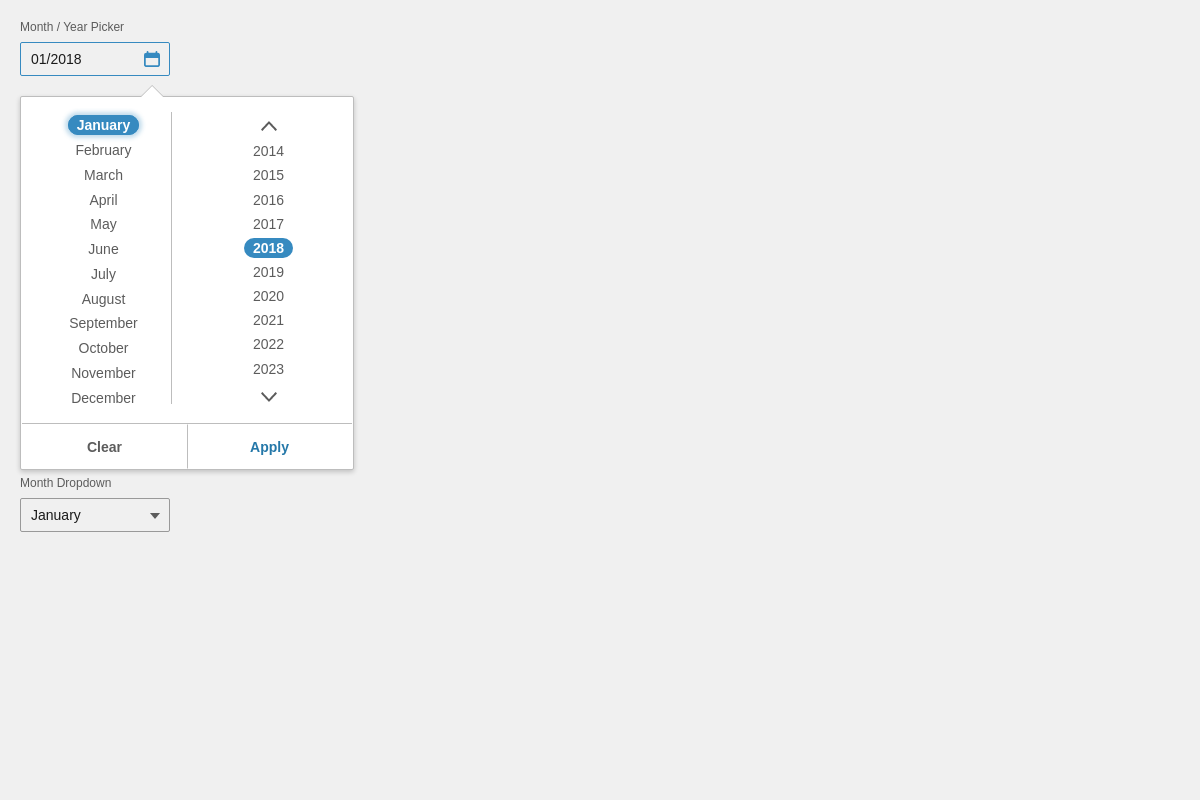 Month / Year Picker
01/2018
January
February
March
April
May
June
July
August
September
October
November
December
2014
2015
2016
2017
2018
2019
2020
2021
2022
2023
Clear
Apply
Month Dropdown
January